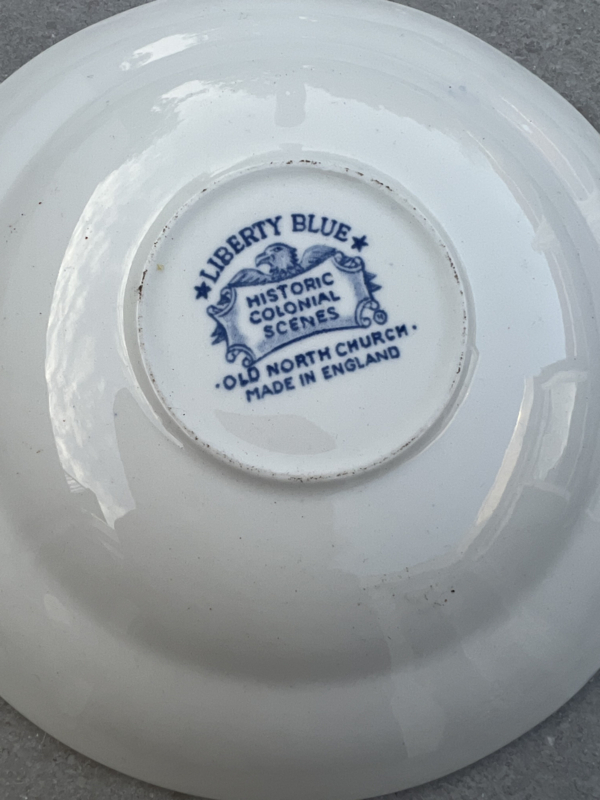 ★ LIBERTY BLUE ★
HISTORIC
COLONIAL
SCENES
· OLD NORTH CHURCH ·
MADE IN ENGLAND